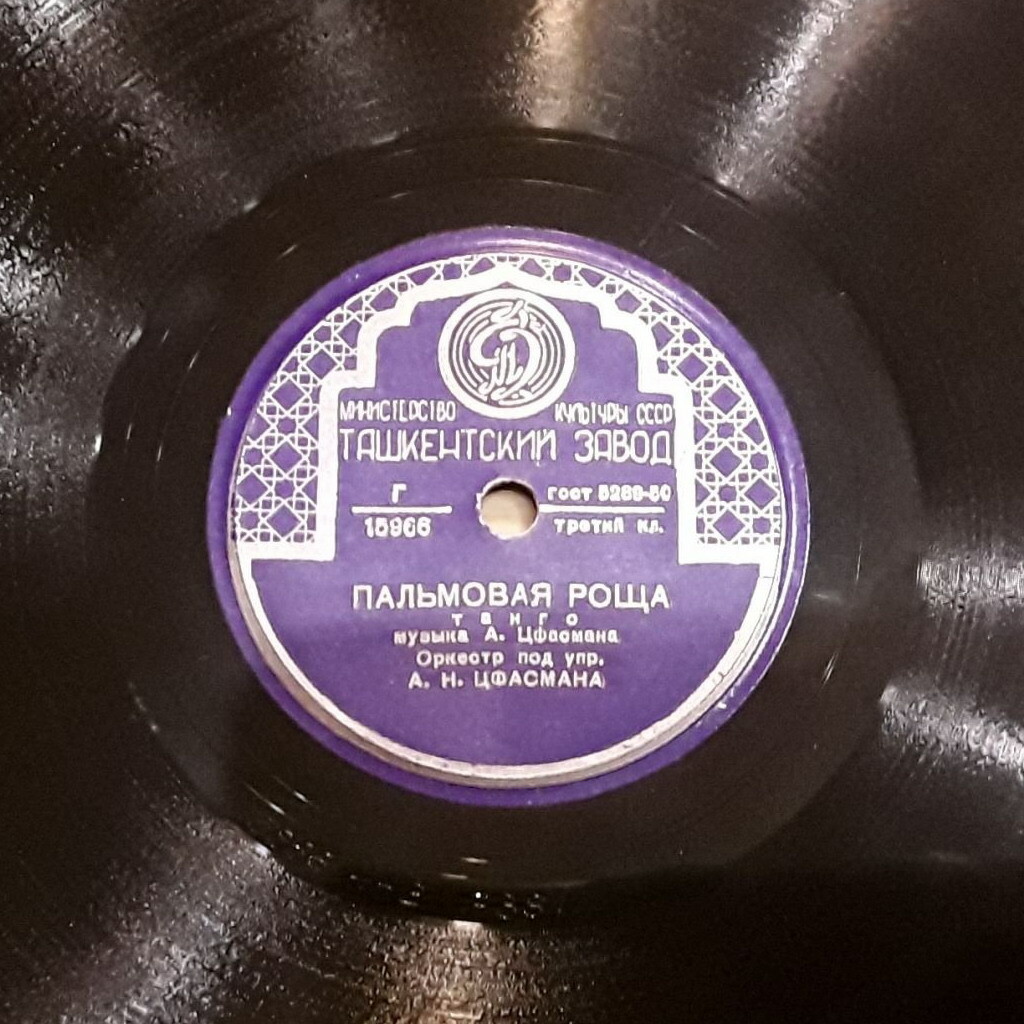 МИНИСТЕРСТВО КУЛЬТУРЫ СССР
ТАШКЕНТСКИЙ ЗАВОД
Г ГОСТ 5289-50
15966 третий кл.
ПАЛЬМОВАЯ РОЩА
танго
музыка А. Цфасмана
Оркестр под упр.
А. Н. ЦФАСМАНА